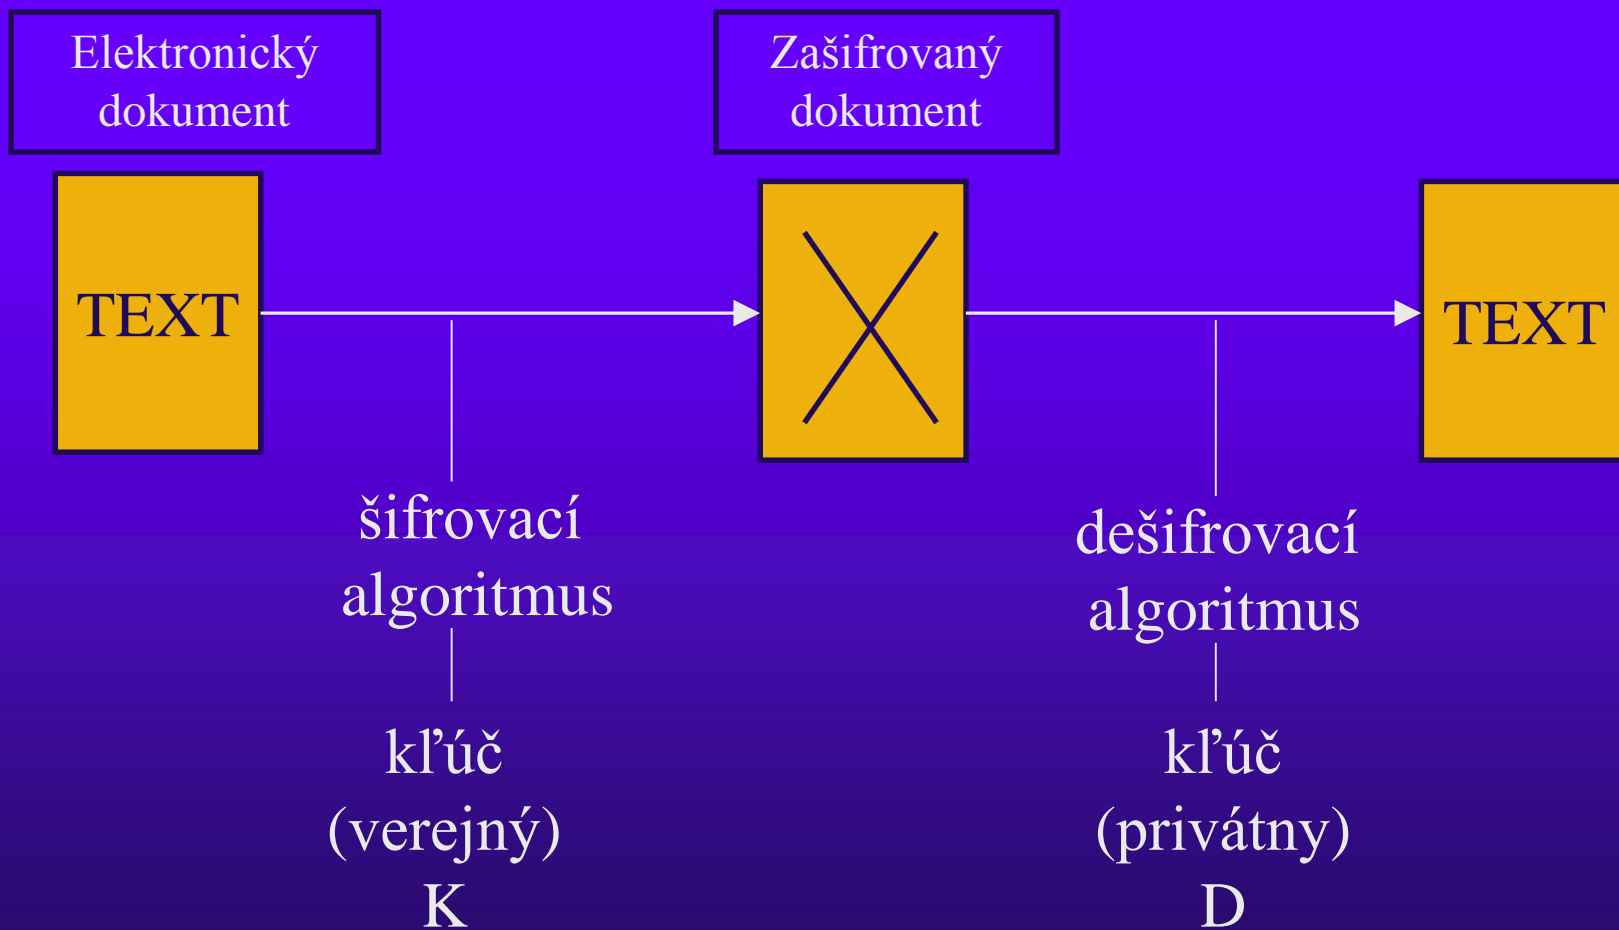 Elektronický
dokument
Zašifrovaný
dokument
TEXT
TEXT
šifrovací
algoritmus
dešifrovací
algoritmus
kľúč
(verejný)
K
kľúč
(privátny)
D